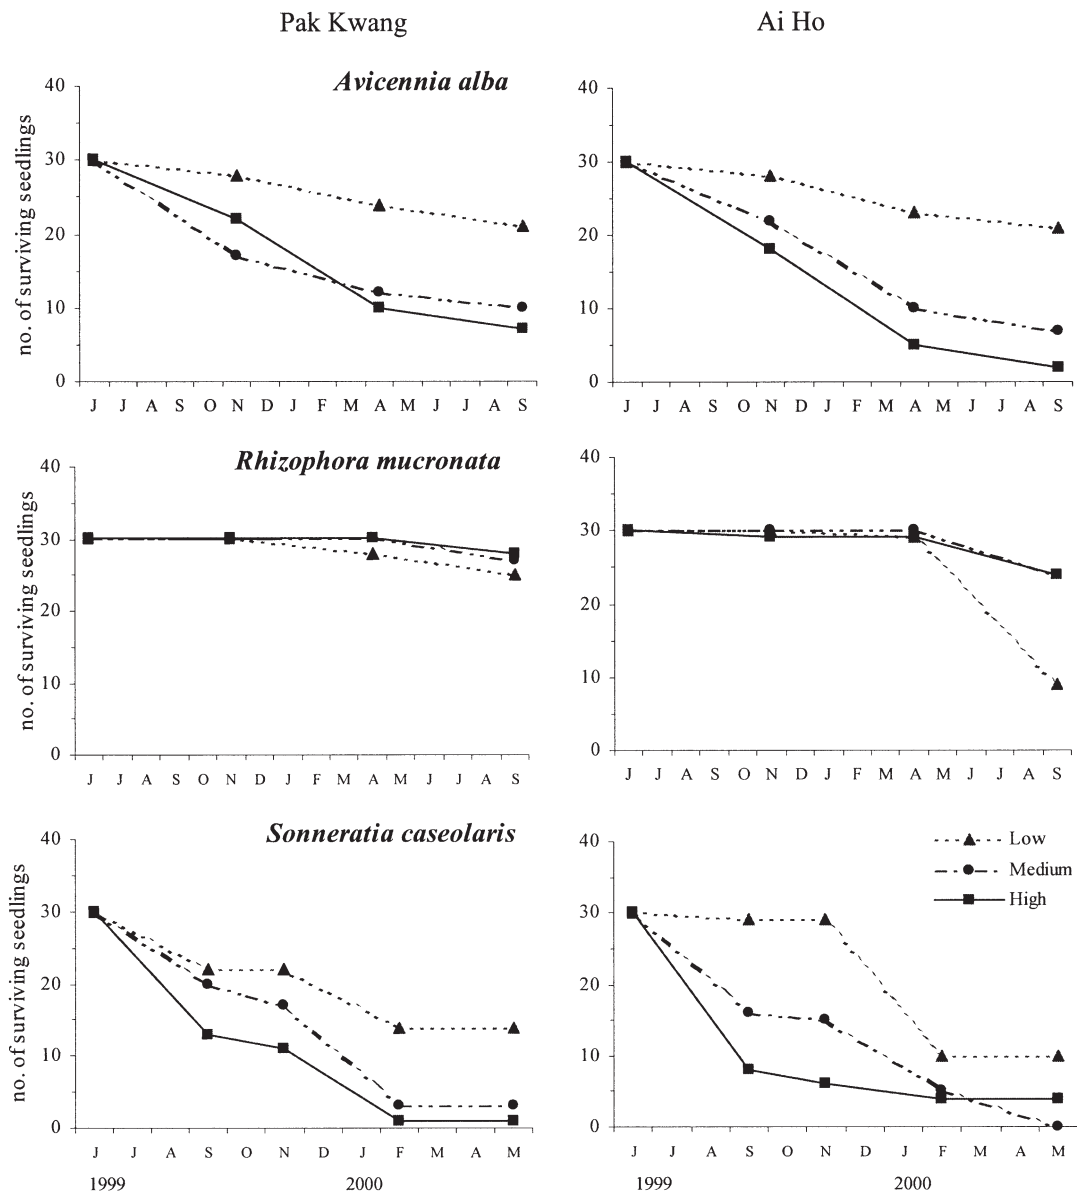 Pak Kwang
Ai Ho
Avicennia alba
no. of surviving seedlings
40
30
20
10
0
J J A S O N D J F M A M J J A S
40
30
20
10
0
J J A S O N D J F M A M J J A S
Rhizophora mucronata
no. of surviving seedlings
40
30
20
10
0
J J A S O N D J F M A M J J A S
40
30
20
10
0
J J A S O N D J F M A M J J A S
Sonneratia caseolaris
no. of surviving seedlings
40
30
20
10
0
J J A S O N D J F M A M
1999 2000
40
30
20
10
0
J J A S O N D J F M A M
1999 2000
Low
Medium
High